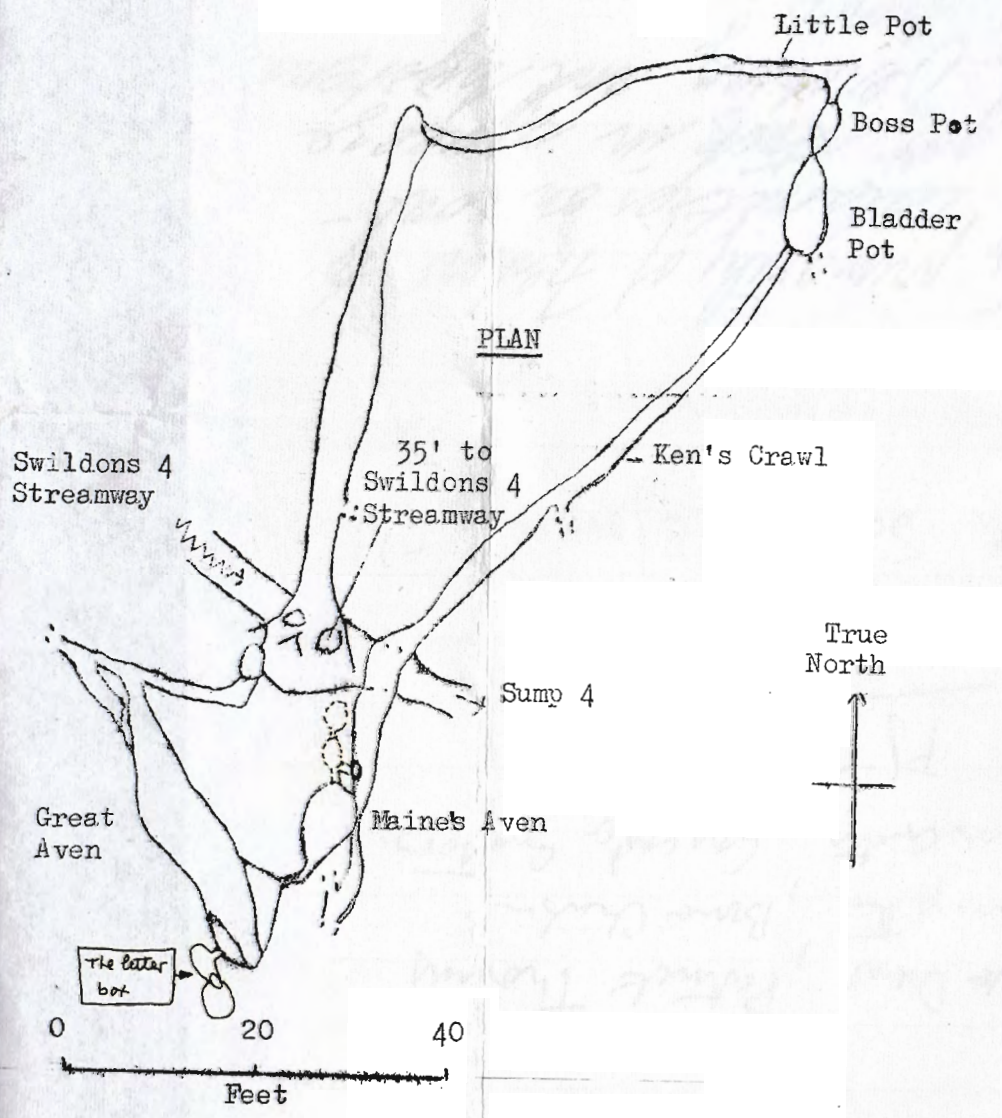 Little Pot
Boss Pot
Bladder
Pot
PLAN
Ken's Crawl
35' to
Swildons 4
Streamway
Swildons 4
Streamway
True
North
Sump 4
Great
Aven
Maine's Aven
The letter
box
0 20 40
Feet